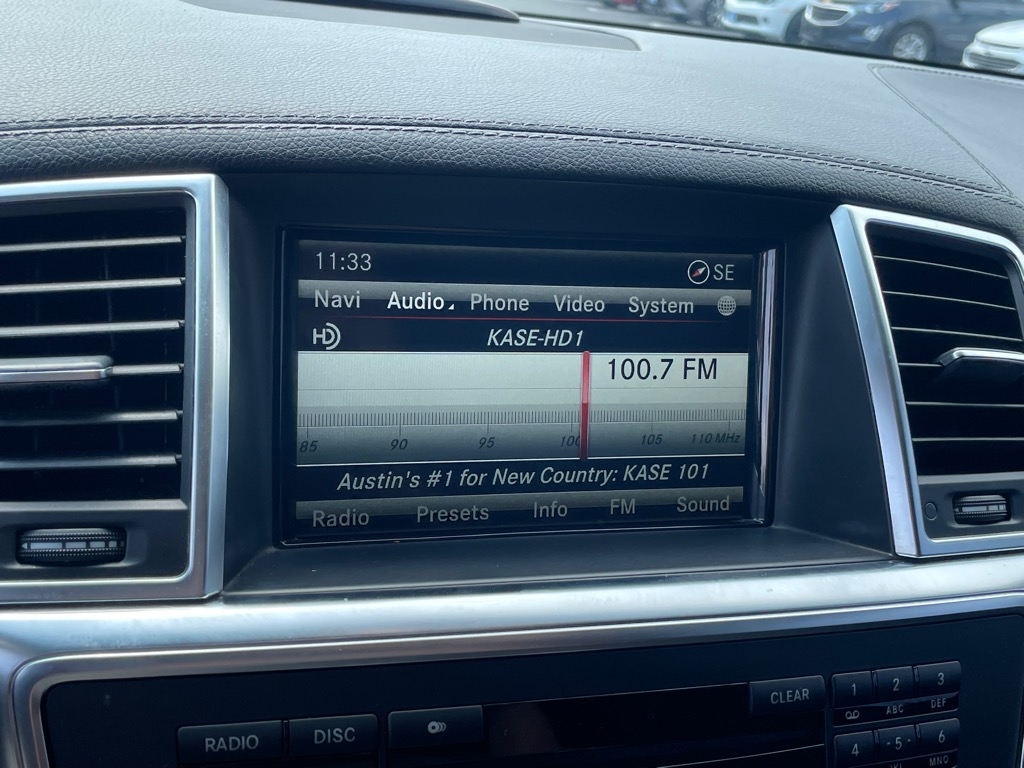 11:33 SE
Navi Audio Phone Video System
HD KASE-HD1
100.7 FM
85 90 95 100 105 110 MHz
Austin's #1 for New Country: KASE 101
Radio Presets Info FM Sound
RADIO DISC CLEAR 1 2 3
ABC DEF
4 5 6
MNO